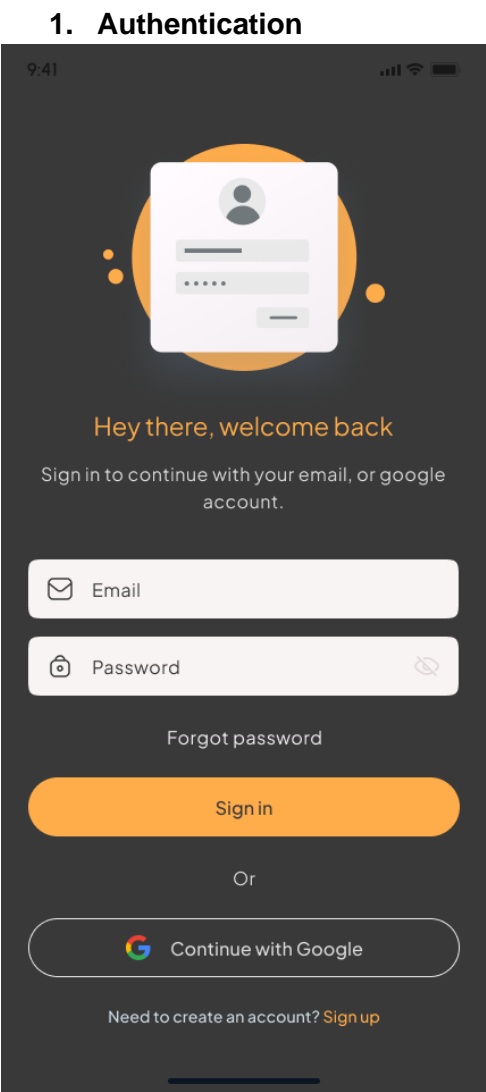 1. Authentication
9:41
Hey there, welcome back
Sign in to continue with your email, or google
account.
Email
Password
Forgot password
Sign in
Or
Continue with Google
Need to create an account? Sign up